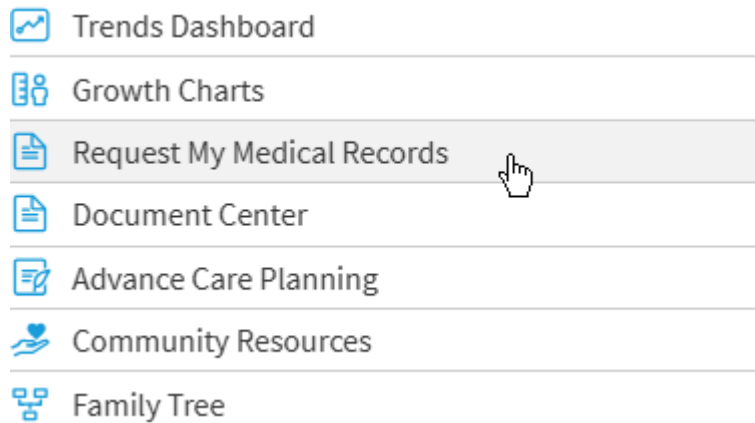 Trends Dashboard
Growth Charts
Request My Medical Records
Document Center
Advance Care Planning
Community Resources
Family Tree